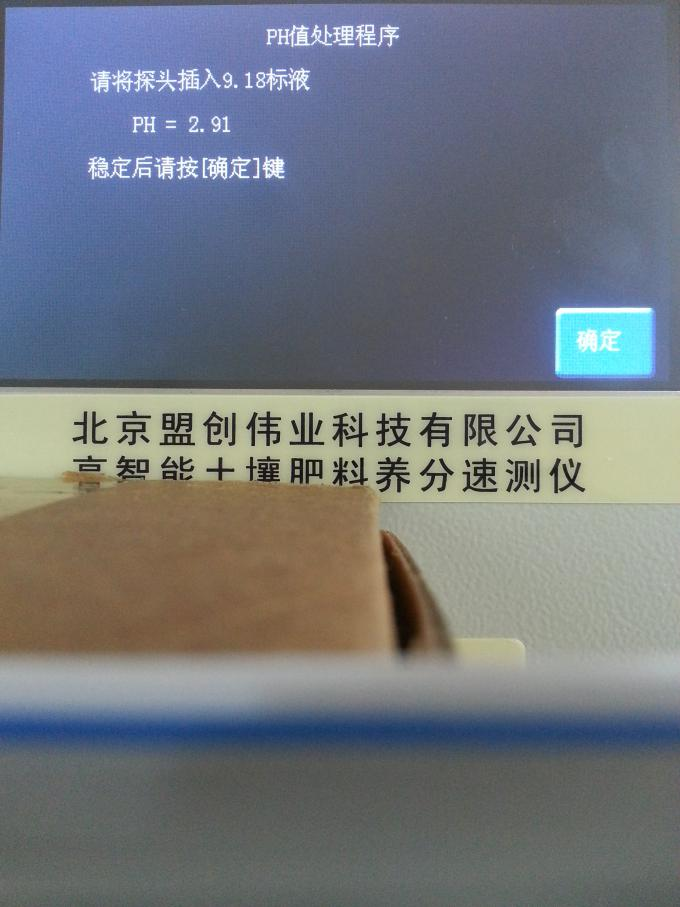 PH值处理程序
请将探头插入9.18标液
PH = 2.91
稳定后请按[确定]键
确定
北京盟创伟业科技有限公司
高智能土壤肥料养分速测仪